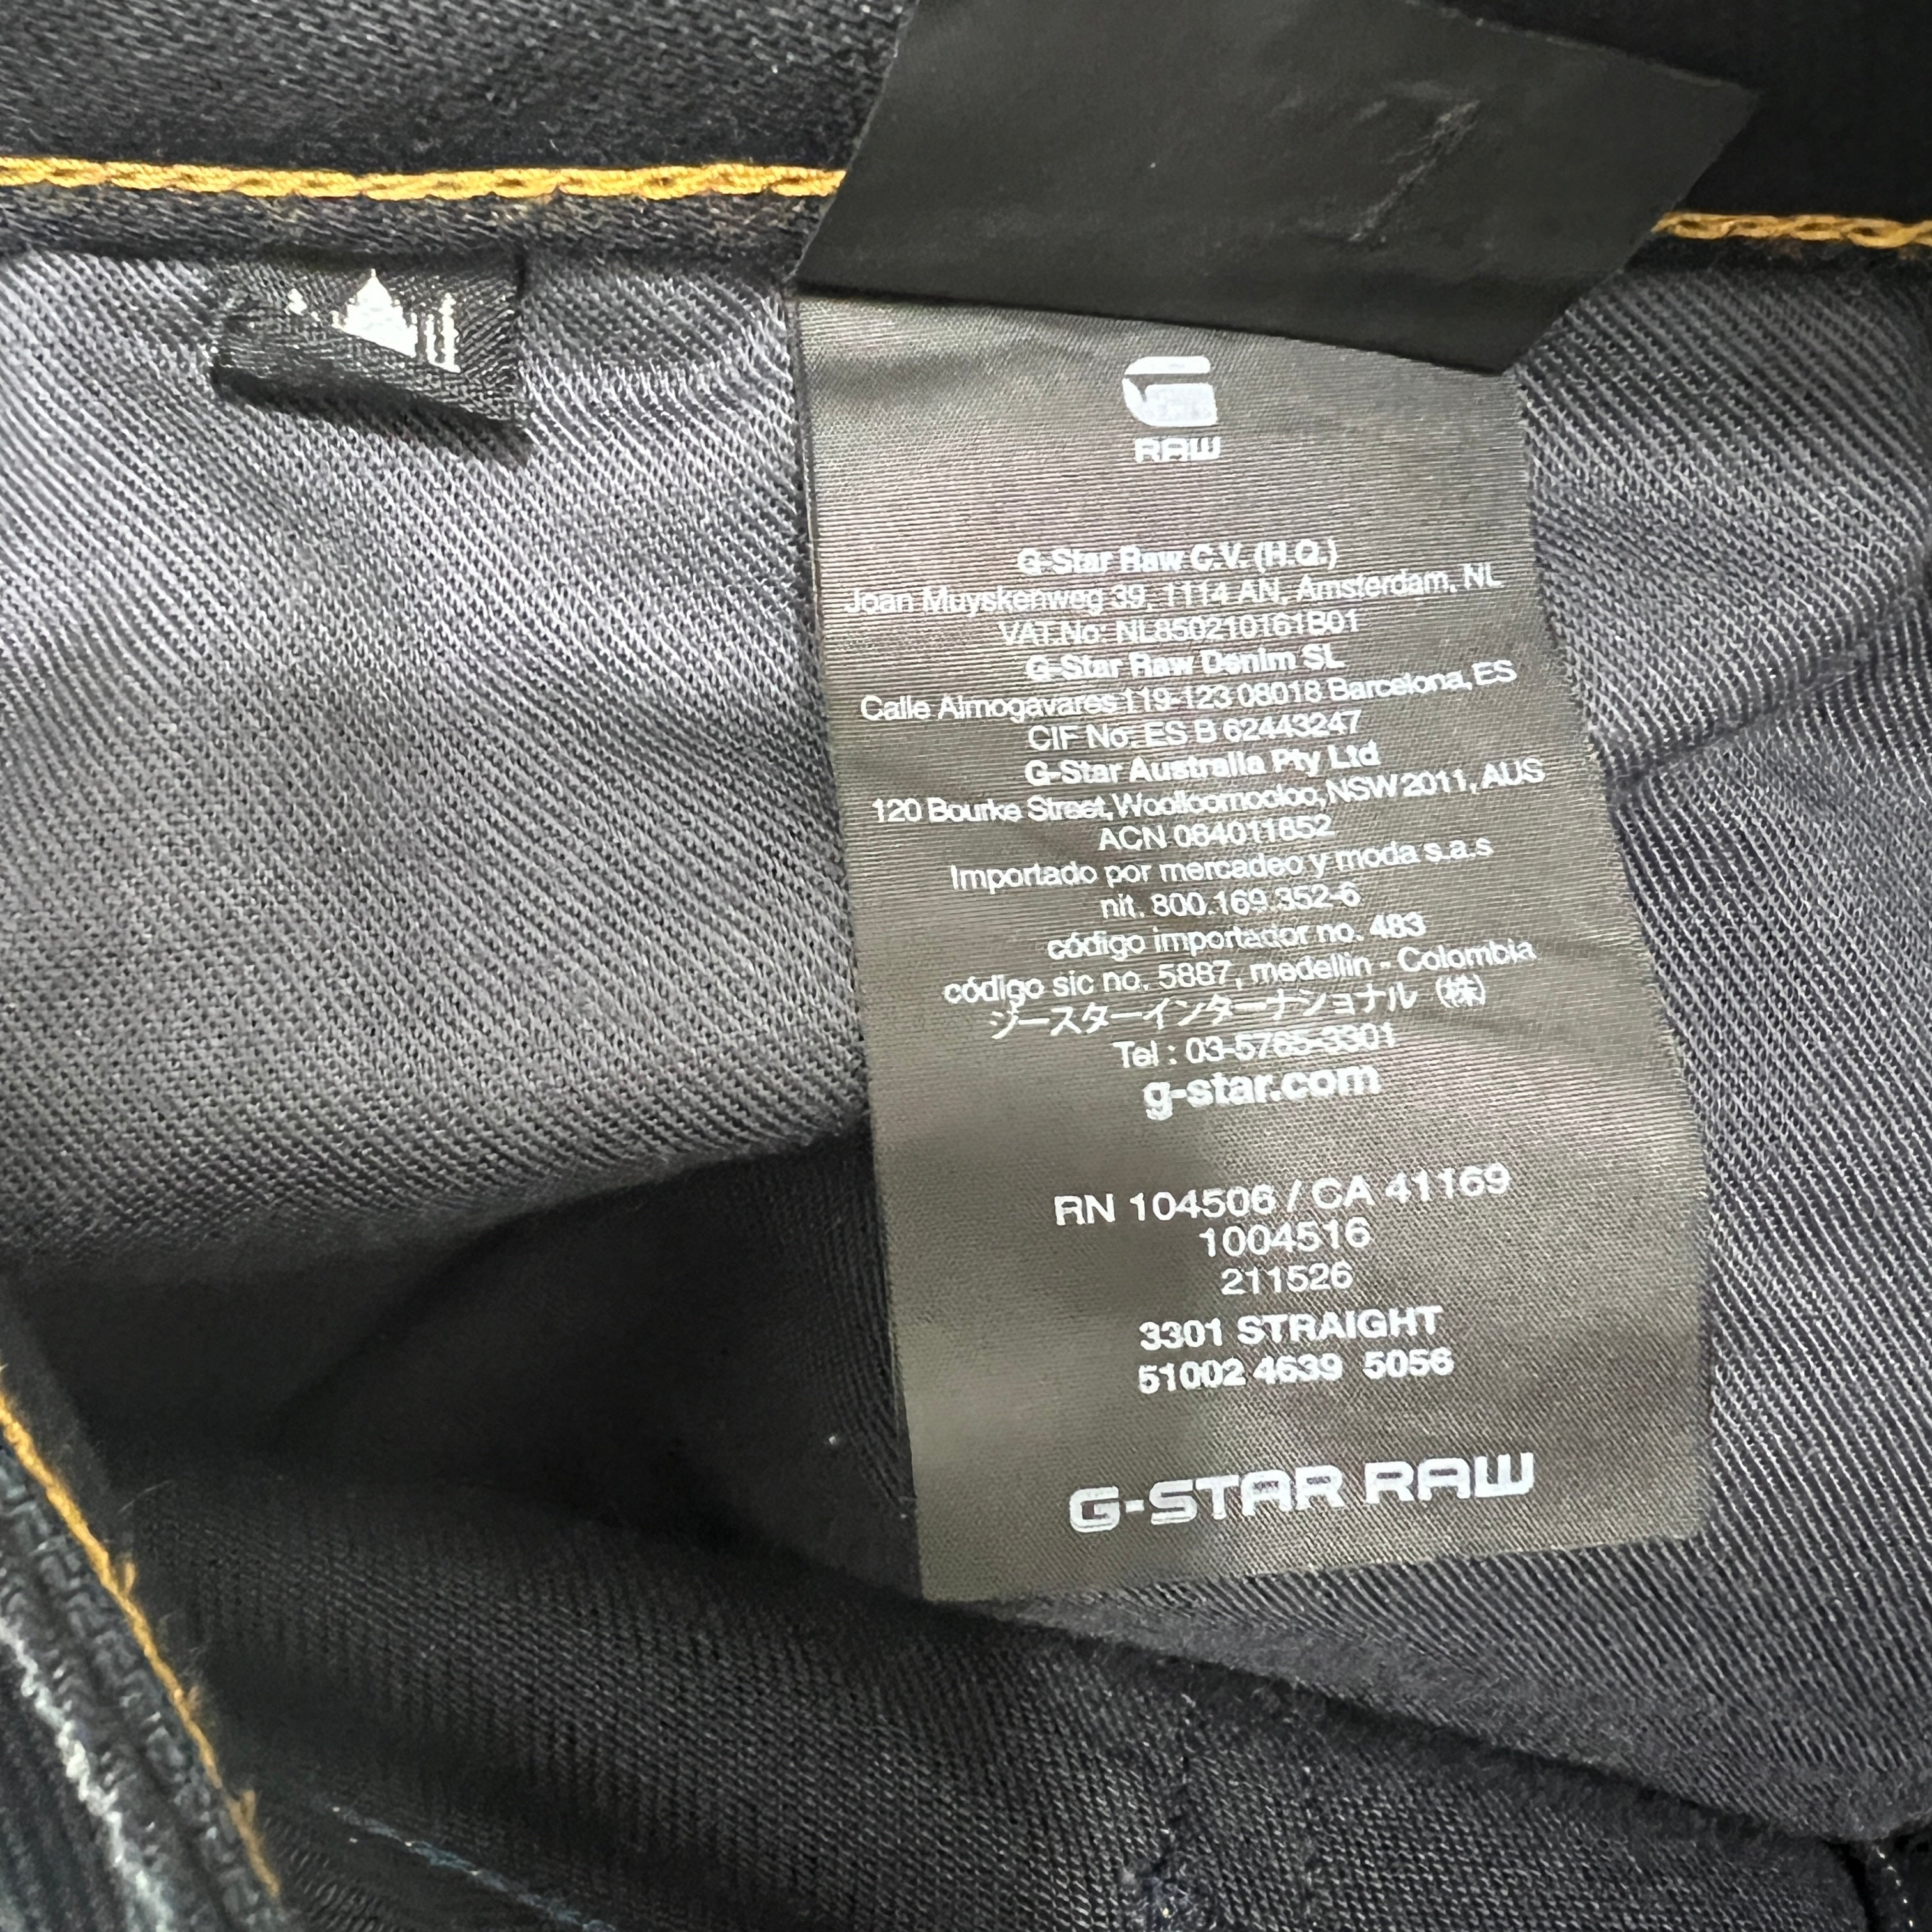 RAW
G-Star Raw C.V. (H.Q.)
Joan Muyskenweg 39, 1114 AN, Amsterdam, NL
VAT.No: NL850210161B01
G-Star Raw Denim SL
Calle Almogavares 119-123 08018 Barcelona, ES
CIF No. ES B 62443247
G-Star Australia Pty Ltd
120 Bourke Street, Woolloomooloo, NSW 2011, AUS
ACN 084011852
Importado por mercadeo y moda s.a.s
nit. 800.169.352-6
código importador no. 483
código sic no. 5887, medellin - Colombia
ジースターインターナショナル (株)
Tel : 03-5765-3301
g-star.com
RN 104506 / CA 41169
1004516
211526
3301 STRAIGHT
51002 4639 5056
G-STAR RAW